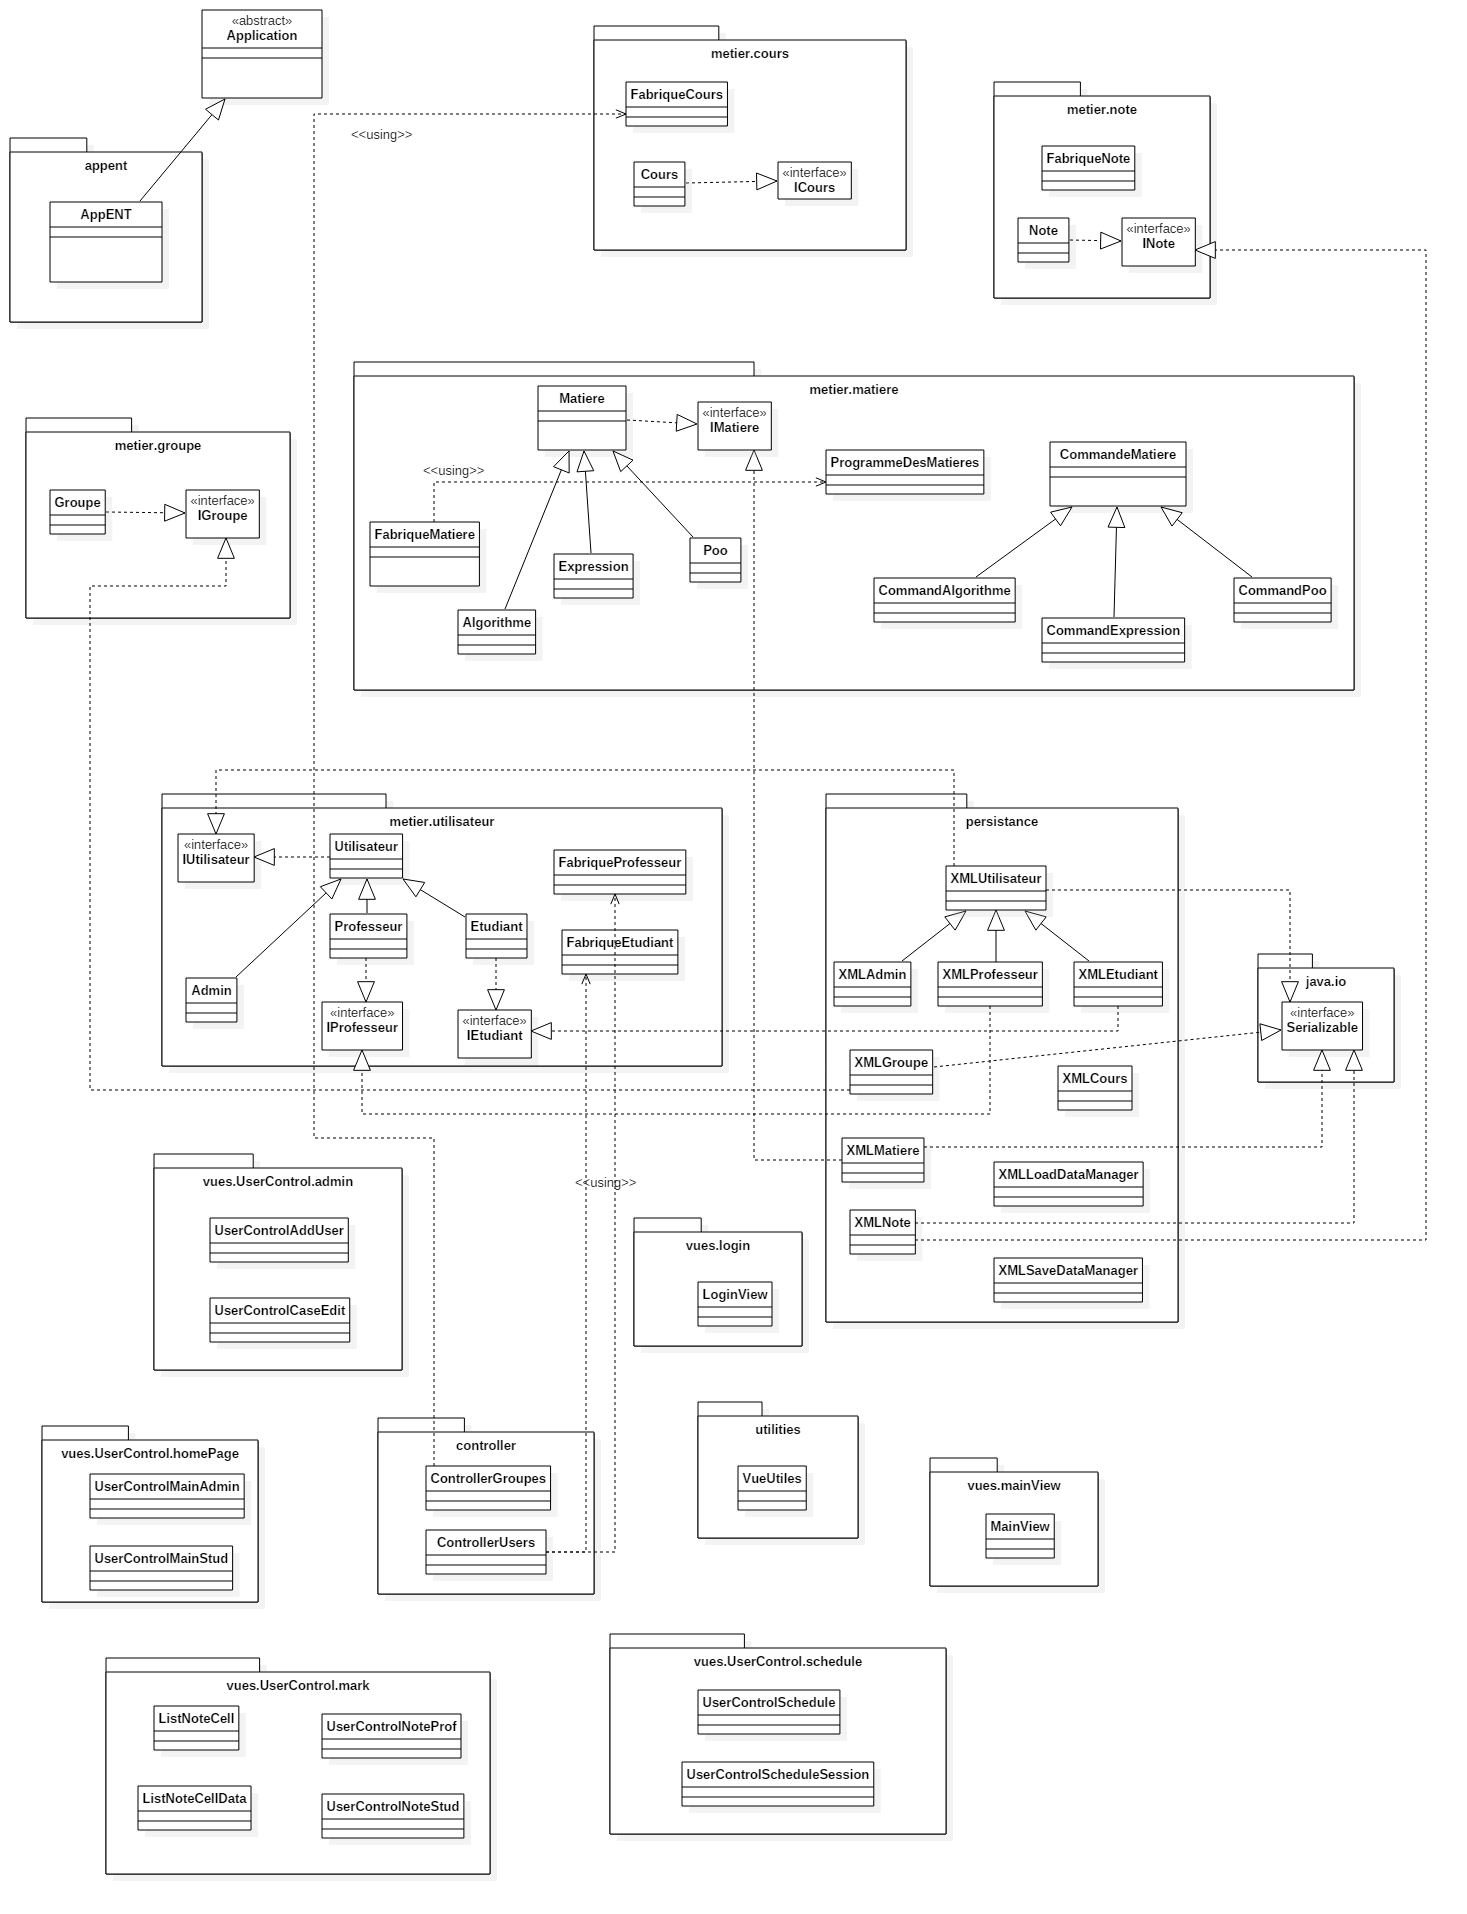 «abstract»
Application
appent
AppENT
metier.cours
FabriqueCours
<<using>>
Cours
«interface»
ICours
metier.note
FabriqueNote
Note
«interface»
INote
metier.matiere
Matiere
«interface»
IMatiere
<<using>>
ProgrammeDesMatieres
CommandeMatiere
FabriqueMatiere
Expression
Poo
Algorithme
CommandAlgorithme
CommandExpression
CommandPoo
metier.groupe
Groupe
«interface»
IGroupe
metier.utilisateur
«interface»
IUtilisateur
Utilisateur
FabriqueProfesseur
Professeur
Etudiant
FabriqueEtudiant
Admin
«interface»
IProfesseur
«interface»
IEtudiant
persistance
XMLUtilisateur
XMLAdmin
XMLProfesseur
XMLEtudiant
XMLGroupe
XMLCours
XMLMatiere
XMLLoadDataManager
XMLNote
XMLSaveDataManager
java.io
«interface»
Serializable
vues.UserControl.admin
UserControlAddUser
UserControlCaseEdit
<<using>>
vues.login
LoginView
vues.UserControl.homePage
UserControlMainAdmin
UserControlMainStud
controller
ControllerGroupes
ControllerUsers
utilities
VueUtiles
vues.mainView
MainView
vues.UserControl.mark
ListNoteCell
UserControlNoteProf
ListNoteCellData
UserControlNoteStud
vues.UserControl.schedule
UserControlSchedule
UserControlScheduleSession